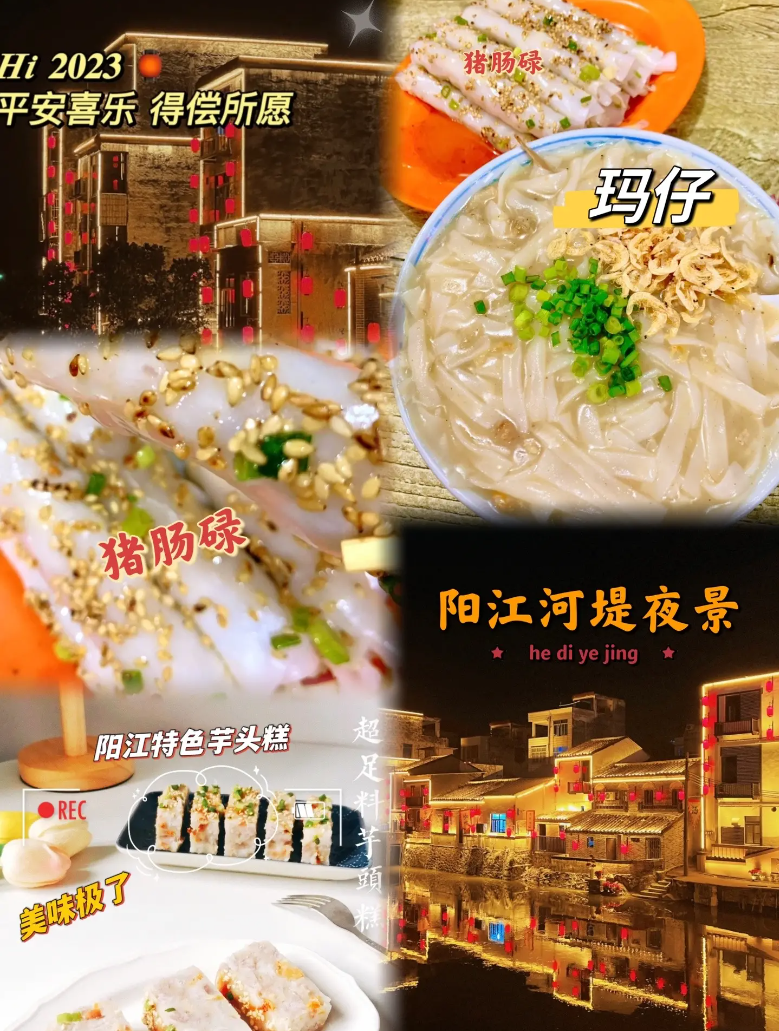 Hi 2023
平安喜乐 得偿所愿
猪肠碌
玛仔
猪肠碌
阳江河堤夜景
he di ye jing
阳江特色芋头糕
REC
超足料芋頭糕
美味极了